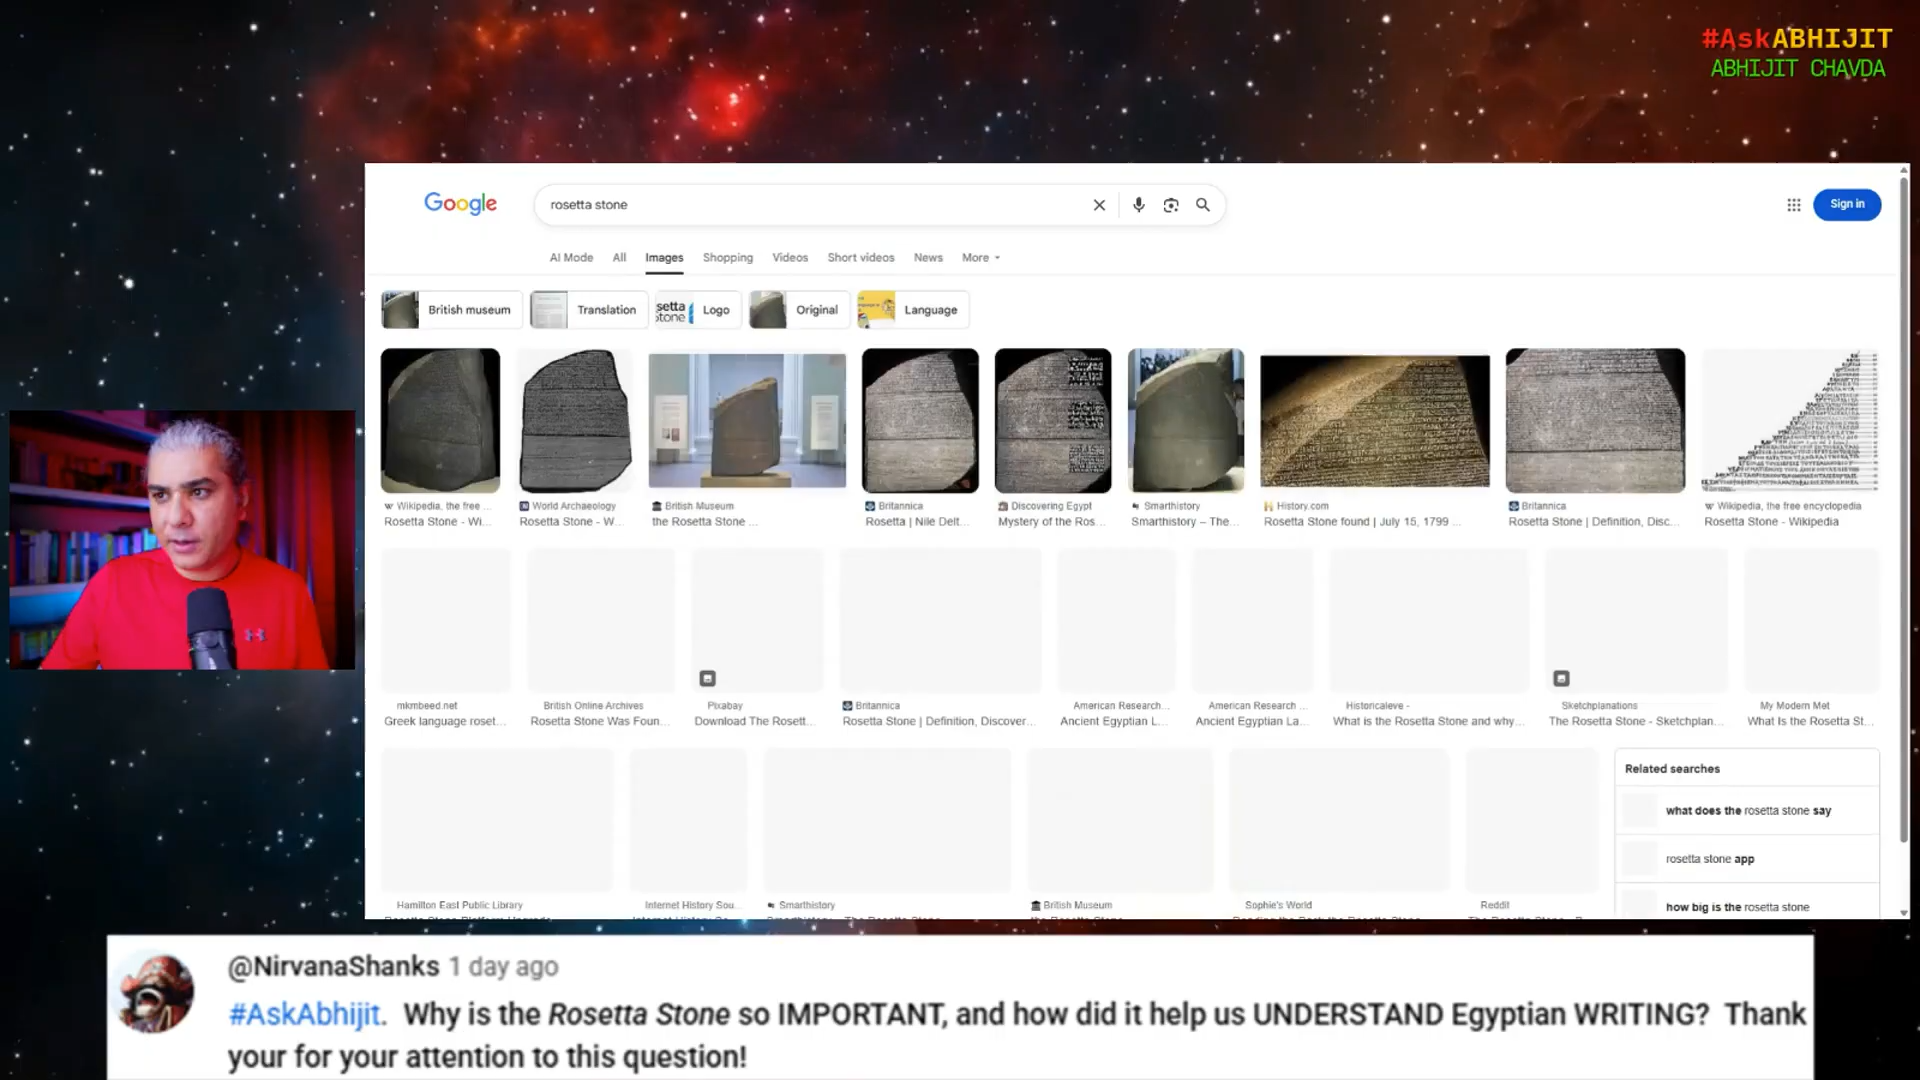 #AskABHIJIT
ABHIJIT CHAVDA
Google
rosetta stone
Sign in
AI Mode All Images Shopping Videos Short videos News More
British museum
setta
stone
Translation Logo Original Language
Wikipedia, the free ...
Rosetta Stone - Wi...
World Archaeology
Rosetta Stone - W...
British Museum
the Rosetta Stone ...
Britannica
Rosetta | Nile Delt...
Discovering Egypt
Mystery of the Ros...
Smarthistory
Smarthistory – The...
History.com
Rosetta Stone found | July 15, 1799 ...
Britannica
Rosetta Stone | Definition, Disc...
Wikipedia, the free encyclopedia
Rosetta Stone - Wikipedia
mkmbeed.net
Greek language roset...
British Online Archives
Rosetta Stone Was Foun...
Pixabay
Download The Rosett...
Britannica
Rosetta Stone | Definition, Discover...
American Research...
Ancient Egyptian L...
American Research ...
Ancient Egyptian La...
Historicaleve -
What is the Rosetta Stone and why...
Sketchplanations
The Rosetta Stone - Sketchplan...
My Modern Met
What Is the Rosetta St...
Hamilton East Public Library
Internet History Sou...
Smarthistory
British Museum
Sophie's World
Reddit
Related searches
what does the rosetta stone say
rosetta stone app
how big is the rosetta stone
@NirvanaShanks 1 day ago
#AskAbhijit. Why is the Rosetta Stone so IMPORTANT, and how did it help us UNDERSTAND Egyptian WRITING? Thank
your for your attention to this question!